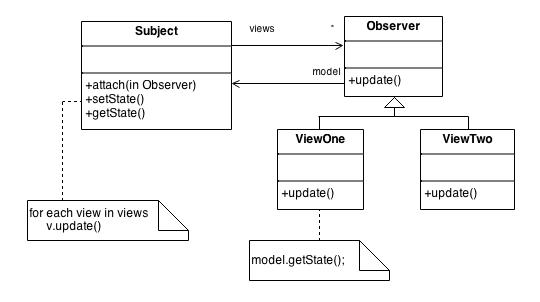 Subject
views
*
Observer
model
+attach(in Observer)
+setState()
+getState()
+update()
ViewOne
ViewTwo
+update()
+update()
for each view in views
v.update()
model.getState();